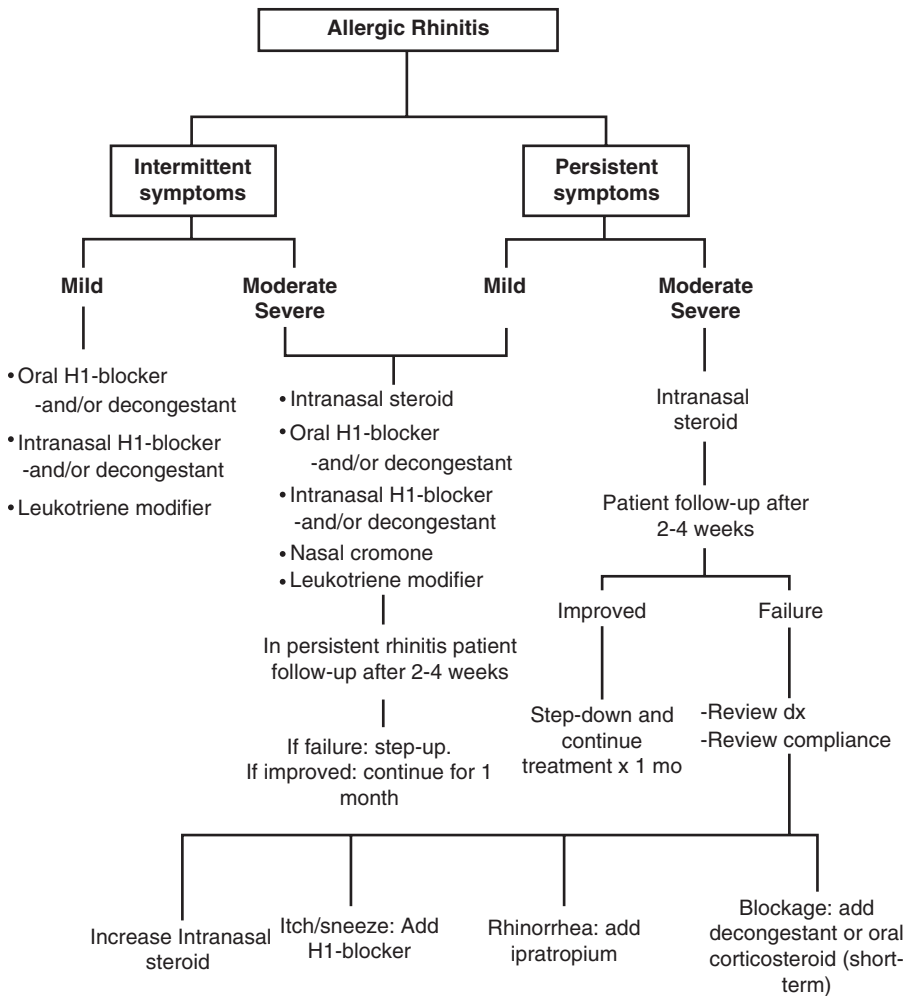 Allergic Rhinitis
Intermittent
symptoms
Persistent
symptoms
Mild
Moderate
Severe
Mild
Moderate
Severe
•Oral H1-blocker
-and/or decongestant
•Intranasal H1-blocker
-and/or decongestant
•Leukotriene modifier
•Intranasal steroid
•Oral H1-blocker
-and/or decongestant
•Intranasal H1-blocker
-and/or decongestant
•Nasal cromone
•Leukotriene modifier
In persistent rhinitis patient
follow-up after 2-4 weeks
If failure: step-up.
If improved: continue for 1
month
Intranasal
steroid
Patient follow-up after
2-4 weeks
Improved
Failure
Step-down and
continue
treatment x 1 mo
-Review dx
-Review compliance
Increase Intranasal
steroid
Itch/sneeze: Add
H1-blocker
Rhinorrhea: add
ipratropium
Blockage: add
decongestant or oral
corticosteroid (short-
term)